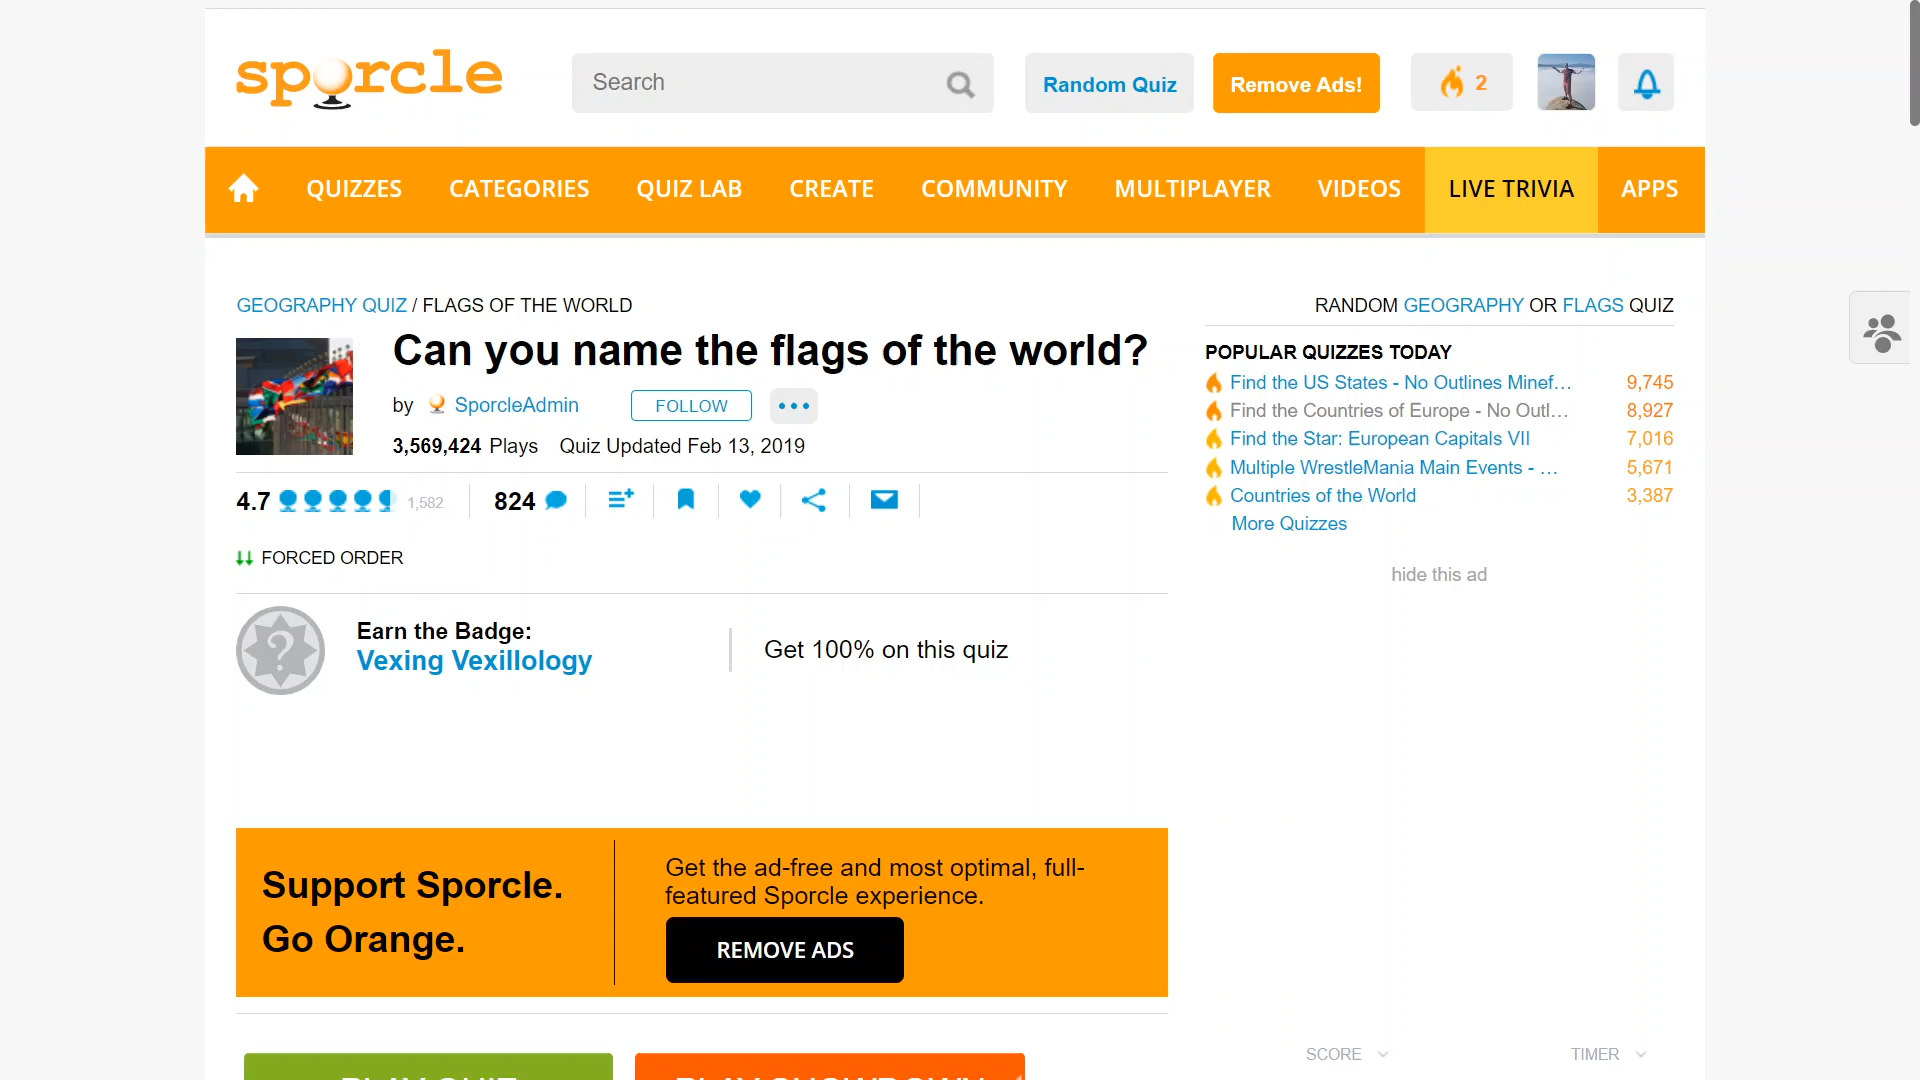 sporcle
Search
Random Quiz
Remove Ads!
2
QUIZZES
CATEGORIES
QUIZ LAB
CREATE
COMMUNITY
MULTIPLAYER
VIDEOS
LIVE TRIVIA
APPS
GEOGRAPHY QUIZ / FLAGS OF THE WORLD
Can you name the flags of the world?
by SporcleAdmin FOLLOW
3,569,424 Plays Quiz Updated Feb 13, 2019
4.7 1,582 824
FORCED ORDER
Earn the Badge:
Vexing Vexillology
Get 100% on this quiz
Support Sporcle.
Go Orange.
Get the ad-free and most optimal, full-
featured Sporcle experience.
REMOVE ADS
PLAY QUIZ
PLAY SHOWDOWN
RANDOM GEOGRAPHY OR FLAGS QUIZ
POPULAR QUIZZES TODAY
Find the US States - No Outlines Minef... 9,745
Find the Countries of Europe - No Outl... 8,927
Find the Star: European Capitals VII 7,016
Multiple WrestleMania Main Events - ... 5,671
Countries of the World 3,387
More Quizzes
hide this ad
SCORE
TIMER